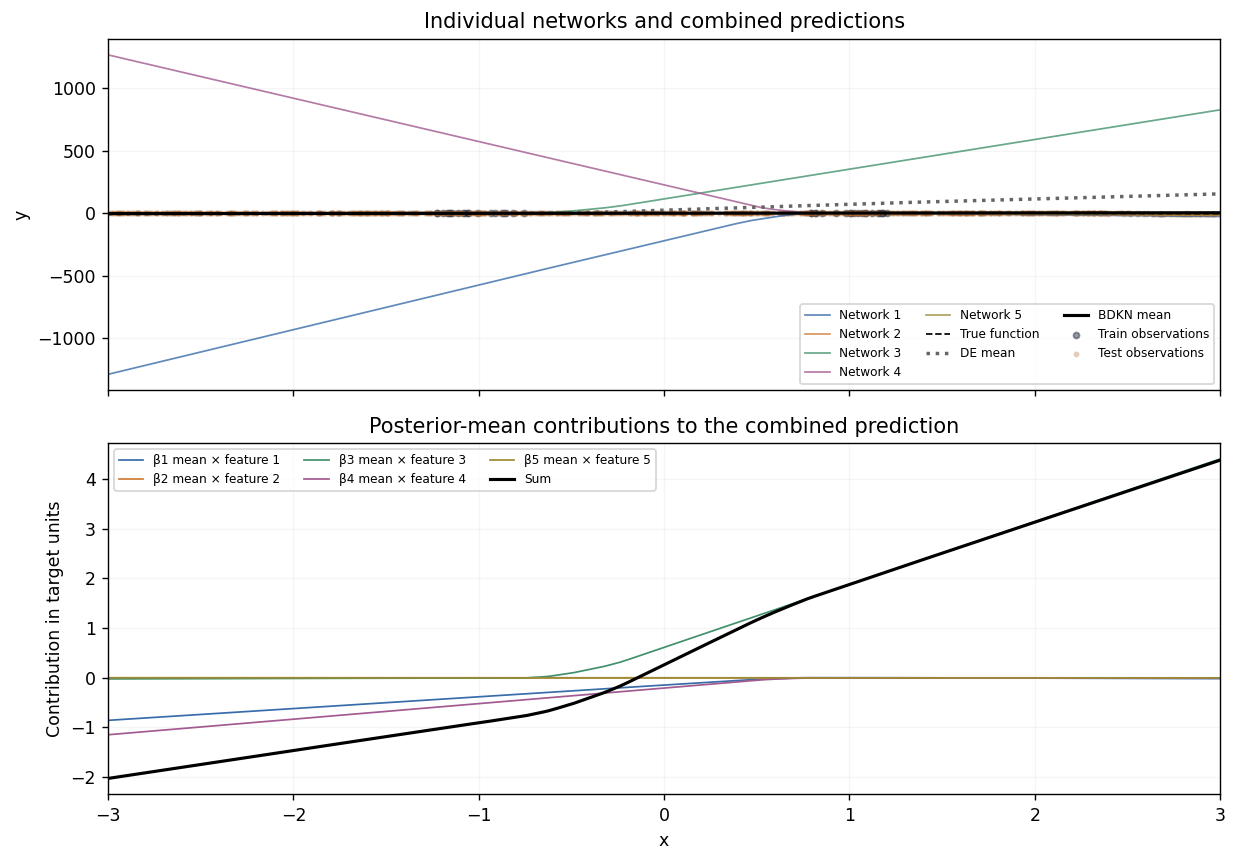 Individual networks and combined predictions
1000
500
0
−500
−1000
y
Network 1
Network 2
Network 3
Network 4
Network 5
True function
DE mean
BDKN mean
Train observations
Test observations
Posterior-mean contributions to the combined prediction
β1 mean × feature 1
β2 mean × feature 2
β3 mean × feature 3
β4 mean × feature 4
β5 mean × feature 5
Sum
4
3
2
1
0
−1
−2
Contribution in target units
−3 −2 −1 0 1 2 3
x